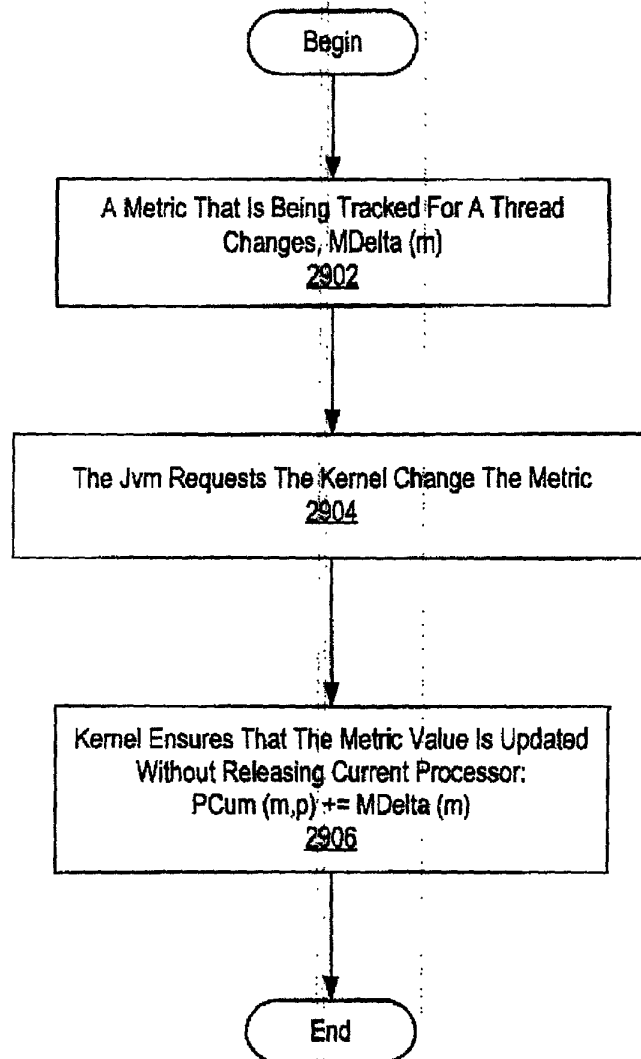 Begin
A Metric That Is Being Tracked For A Thread
Changes, MDelta (m)
2902
The Jvm Requests The Kernel Change The Metric
2904
Kernel Ensures That The Metric Value Is Updated
Without Releasing Current Processor:
PCum (m,p) += MDelta (m)
2906
End